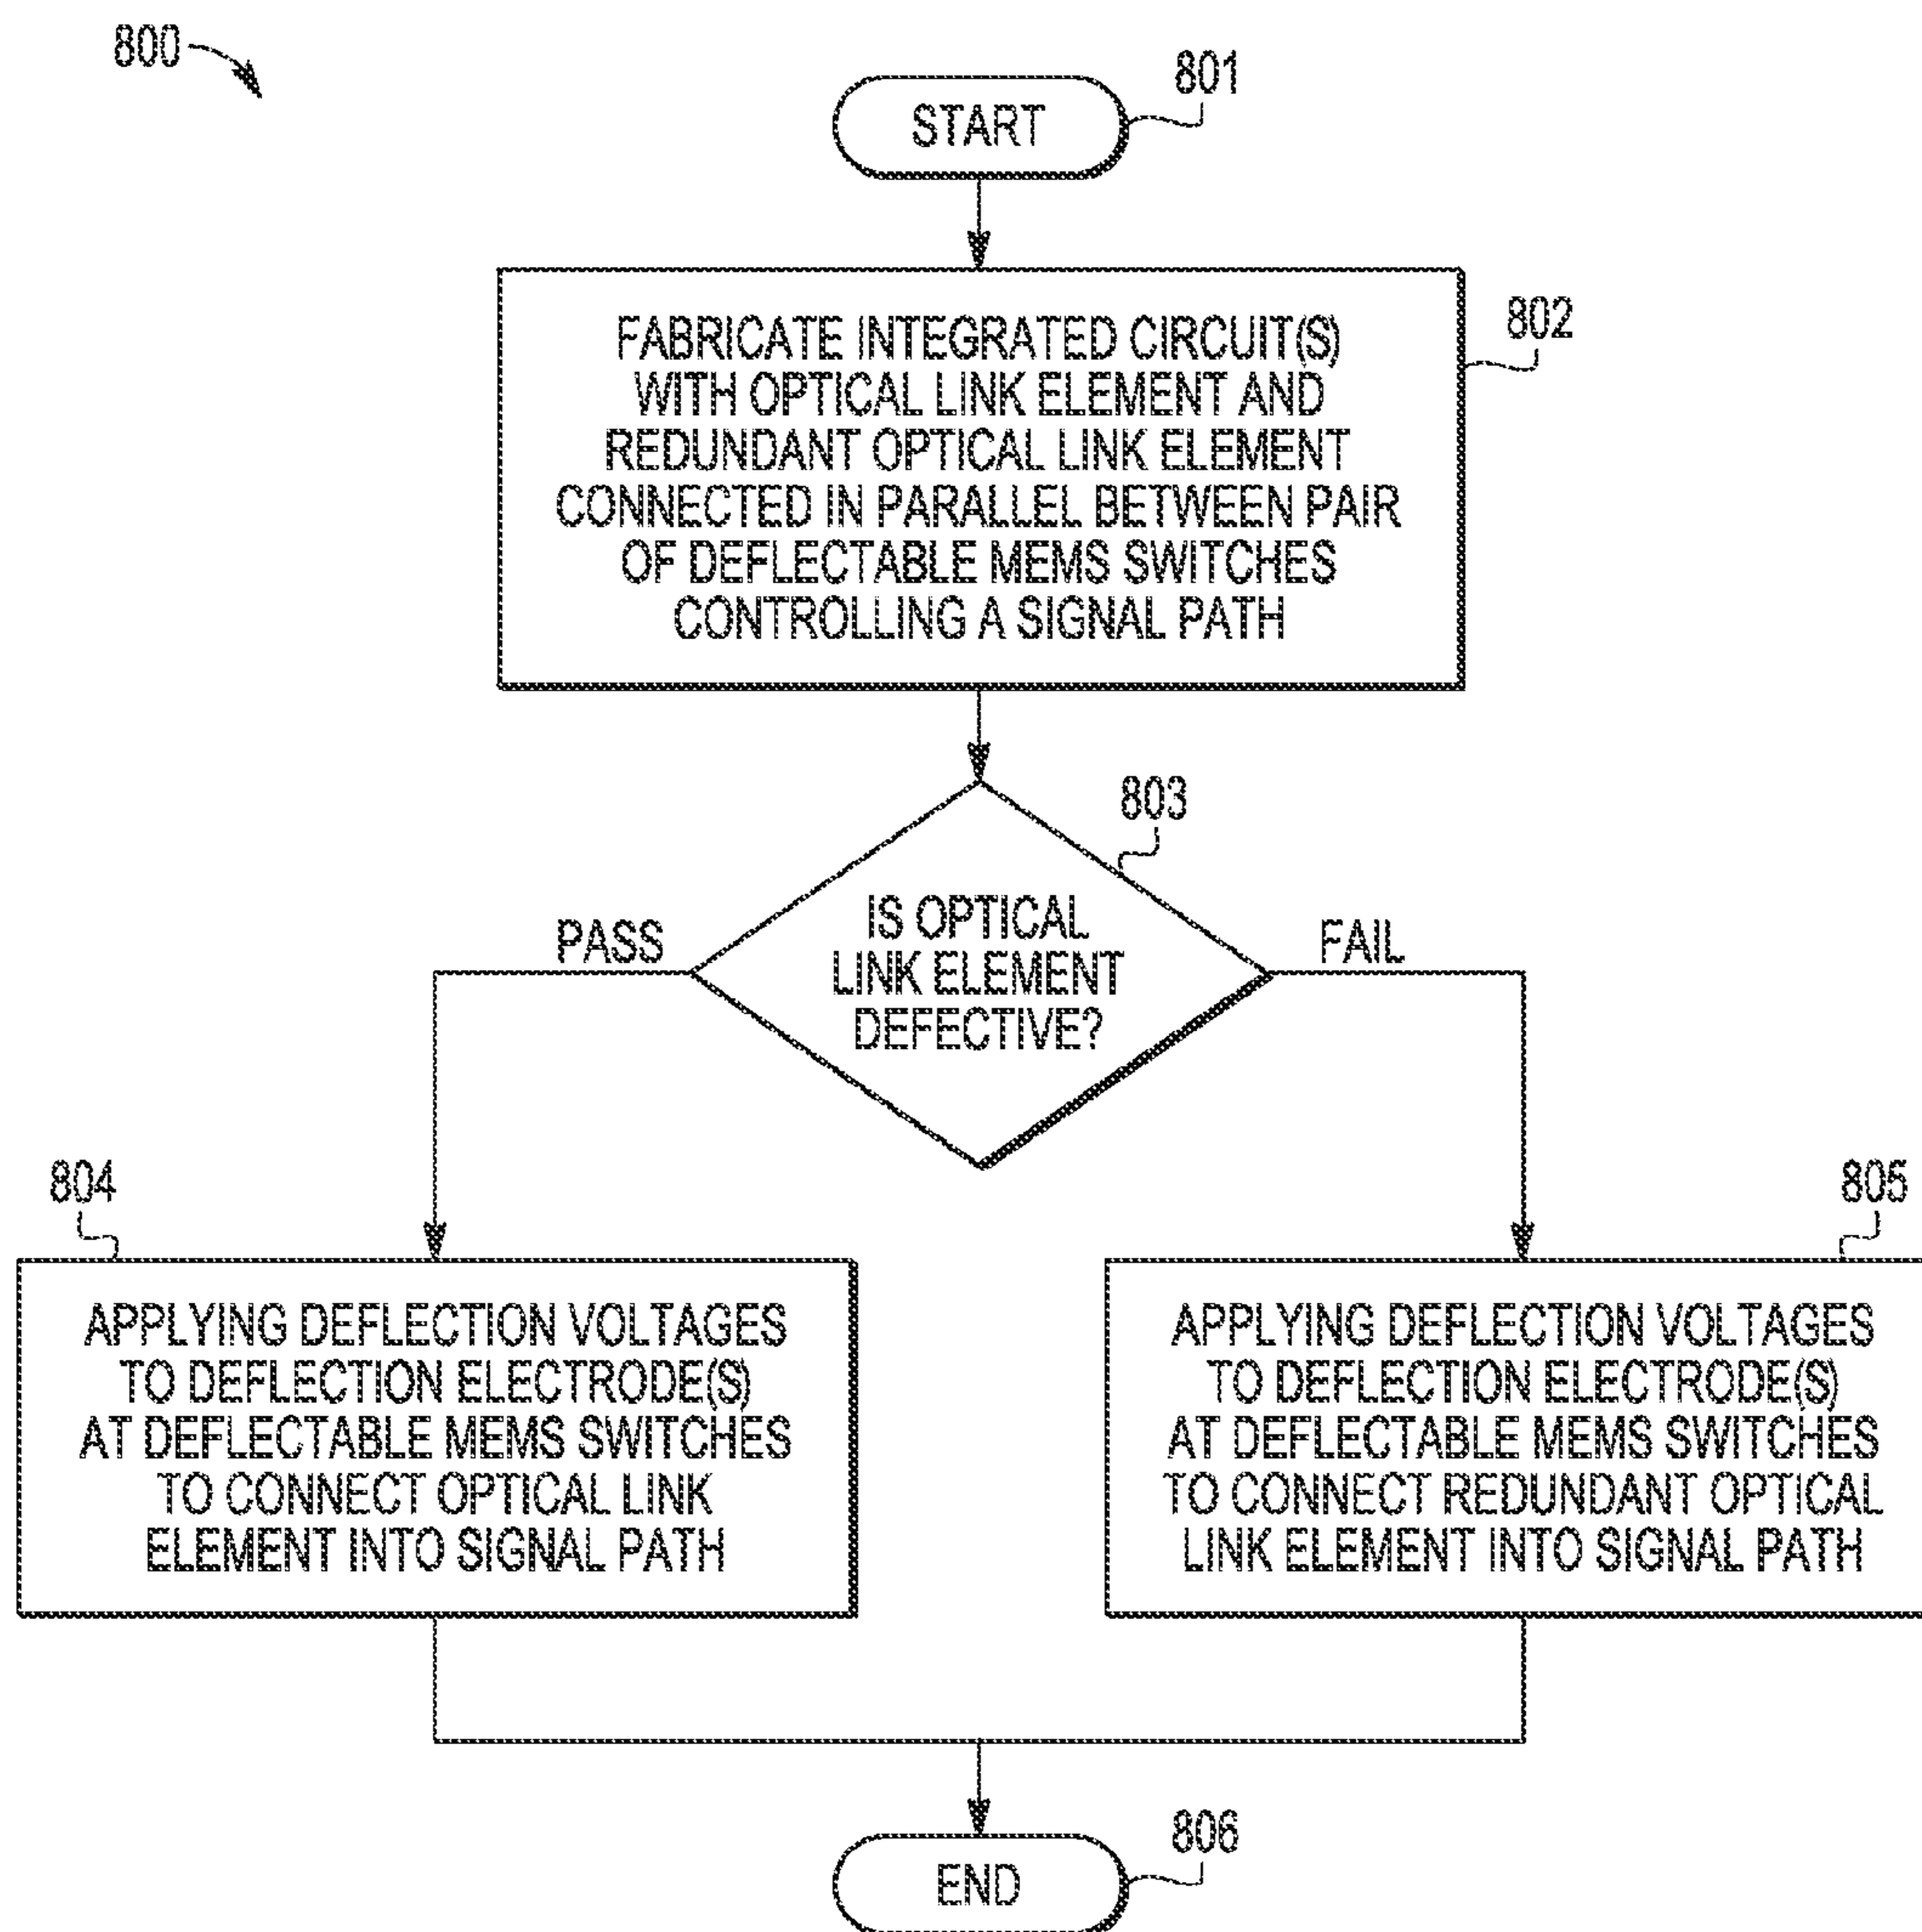 800
START
801
FABRICATE INTEGRATED CIRCUIT(S)
WITH OPTICAL LINK ELEMENT AND
REDUNDANT OPTICAL LINK ELEMENT
CONNECTED IN PARALLEL BETWEEN PAIR
OF DEFLECTABLE MEMS SWITCHES
CONTROLLING A SIGNAL PATH
802
803
IS OPTICAL
LINK ELEMENT
DEFECTIVE?
PASS
FAIL
804
APPLYING DEFLECTION VOLTAGES
TO DEFLECTION ELECTRODE(S)
AT DEFLECTABLE MEMS SWITCHES
TO CONNECT OPTICAL LINK
ELEMENT INTO SIGNAL PATH
805
APPLYING DEFLECTION VOLTAGES
TO DEFLECTION ELECTRODE(S)
AT DEFLECTABLE MEMS SWITCHES
TO CONNECT REDUNDANT OPTICAL
LINK ELEMENT INTO SIGNAL PATH
END
806